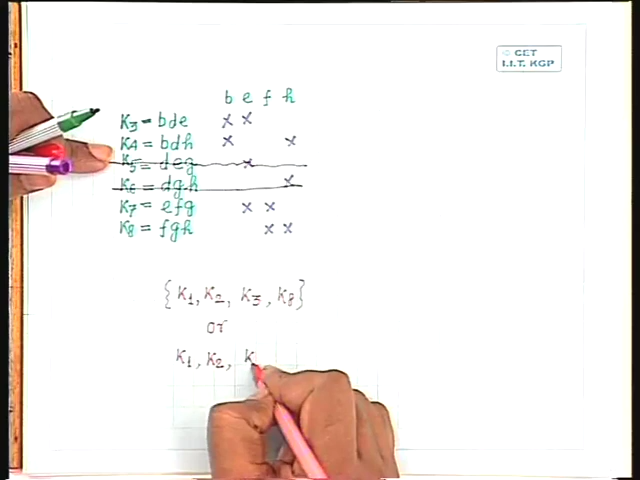 © CET
I.I.T. KGP
b e f h
K3 = bde x x
K4 = bdh x x
K5 = deg x
K6 = dgh x
K7 = efg x x
K8 = fgh x x
{K1, K2, K3, K8}
or
K1, K2, K